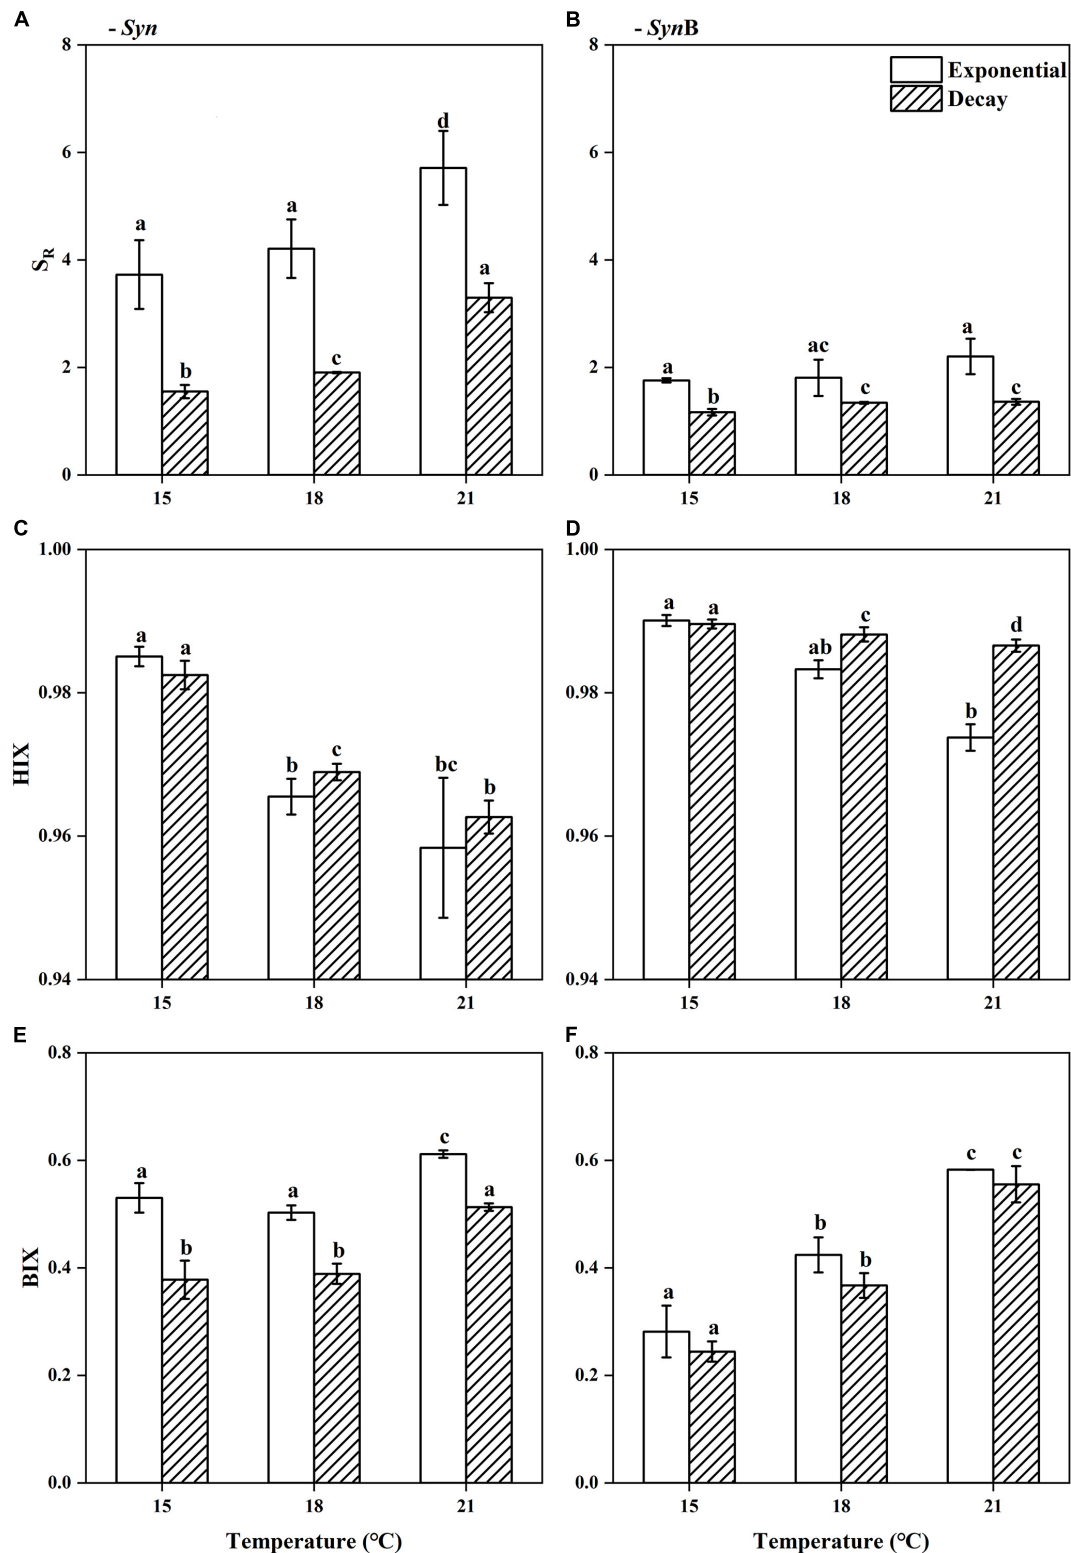 A - Syn
8
6
4
2
0
S_R
a
b
a
c
d
a
15 18 21
B - SynB
8
6
4
2
0
Exponential
Decay
a
b
ac
c
a
c
15 18 21
C
1.00
0.98
0.96
0.94
HIX
a
a
b
c
bc
b
15 18 21
D
1.00
0.98
0.96
0.94
a
a
ab
c
b
d
15 18 21
E
0.8
0.6
0.4
0.2
0.0
BIX
a
b
a
b
c
a
15 18 21
Temperature (°C)
F
0.8
0.6
0.4
0.2
0.0
a
a
b
b
c
c
15 18 21
Temperature (°C)